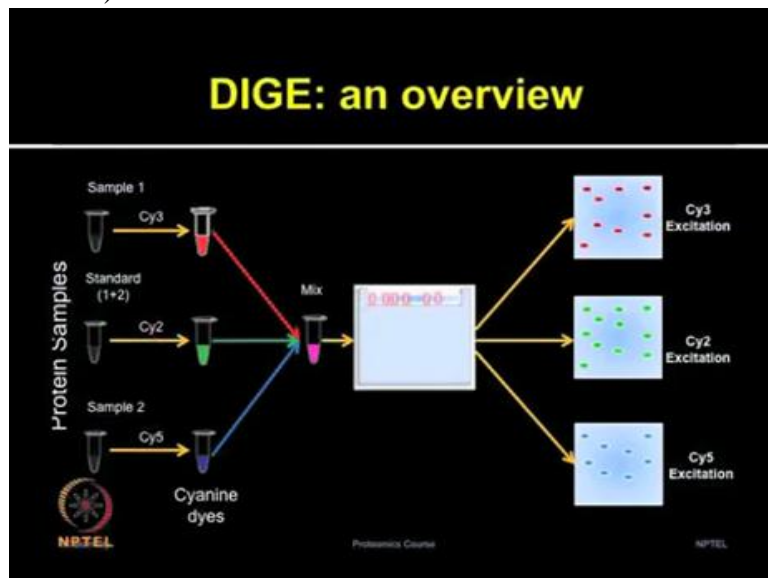 DIGE: an overview
Protein Samples
Sample 1
Cy3
Standard
(1+2)
Cy2
Sample 2
Cy5
Cyanine
dyes
Mix
Cy3
Excitation
Cy2
Excitation
Cy5
Excitation
NPTEL
Proteomics Course
NPTEL